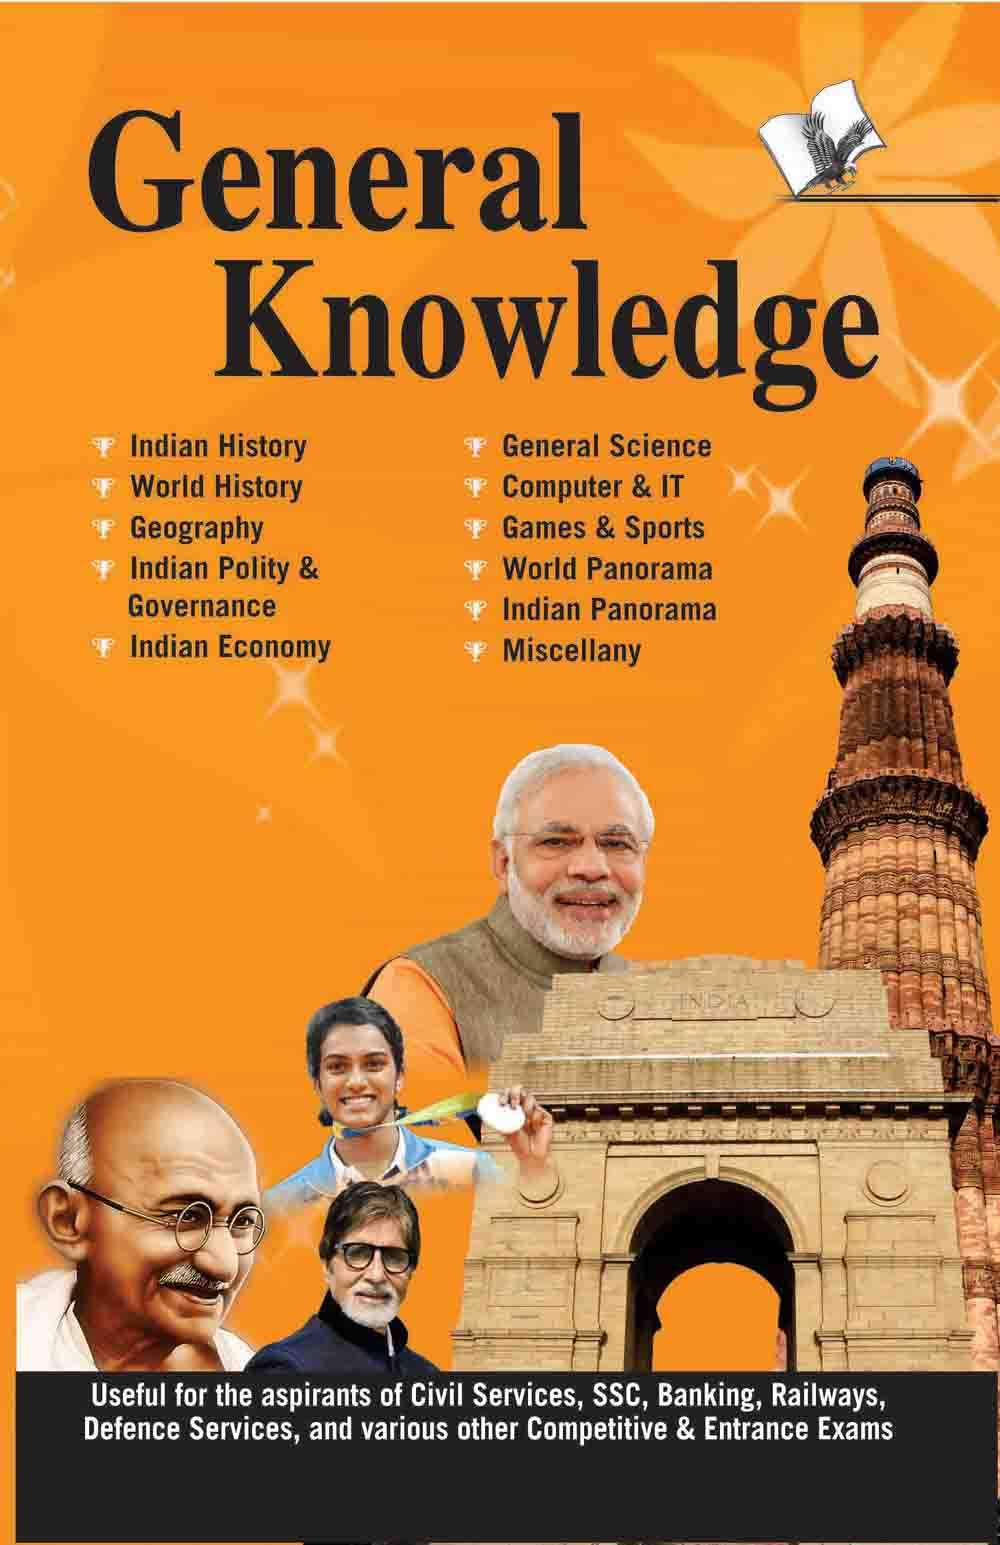 General
Knowledge
Indian History
World History
Geography
Indian Polity &
Governance
Indian Economy
General Science
Computer & IT
Games & Sports
World Panorama
Indian Panorama
Miscellany
INDIA
Useful for the aspirants of Civil Services, SSC, Banking, Railways,
Defence Services, and various other Competitive & Entrance Exams